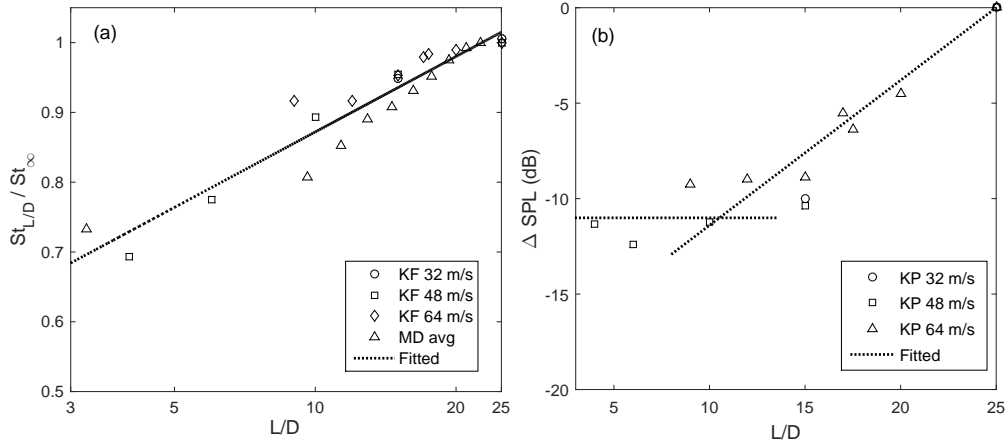 (a)
St_{L/D} / St_∞
1
0.9
0.8
0.7
0.6
0.5
3
5
10
20
25
L/D
KF 32 m/s
KF 48 m/s
KF 64 m/s
MD avg
Fitted
(b)
Δ SPL (dB)
0
-5
-10
-15
-20
5
10
15
20
25
L/D
KP 32 m/s
KP 48 m/s
KP 64 m/s
Fitted